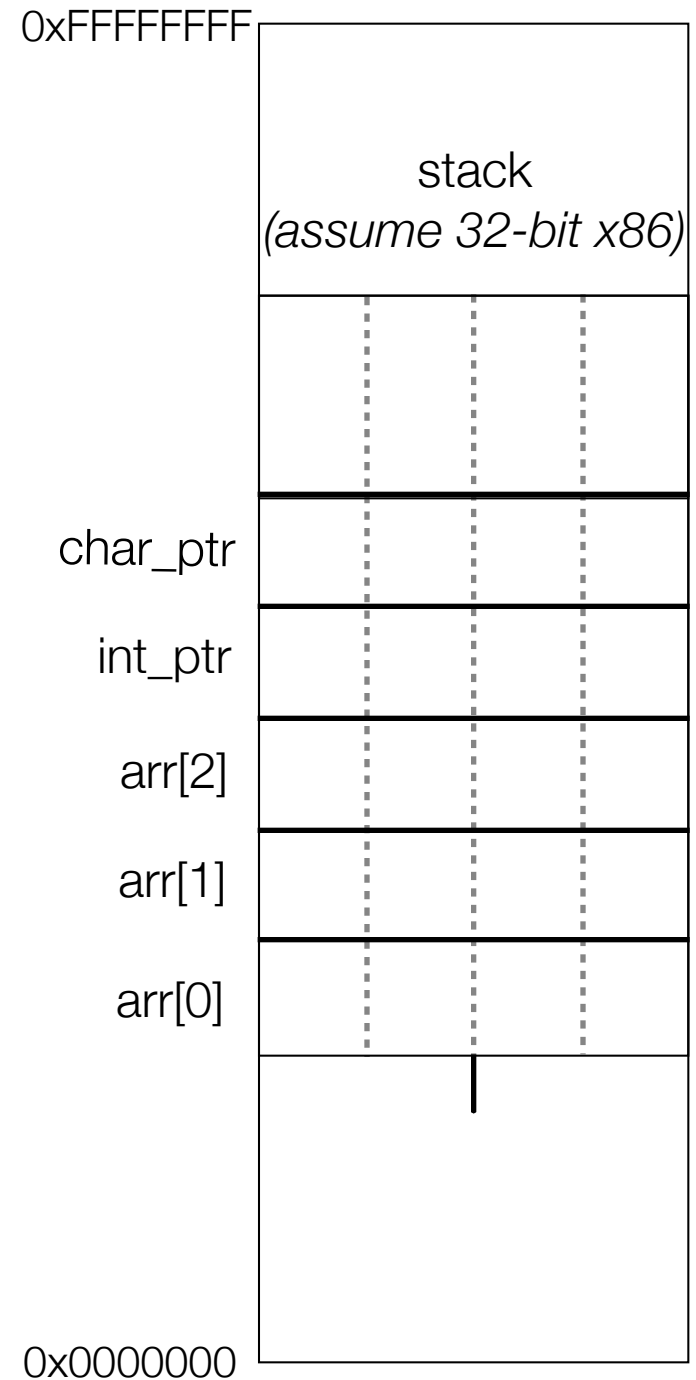 0xFFFFFFFF
stack
(assume 32-bit x86)
char_ptr
int_ptr
arr[2]
arr[1]
arr[0]
0x0000000